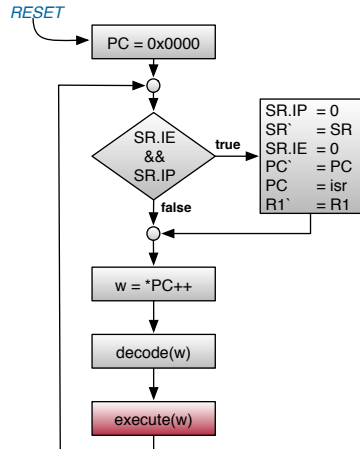 RESET
PC = 0x0000
SR.IE
&&
SR.IP
true
false
SR.IP = 0
SR` = SR
SR.IE = 0
PC` = PC
PC = isr
R1` = R1
w = *PC++
decode(w)
execute(w)